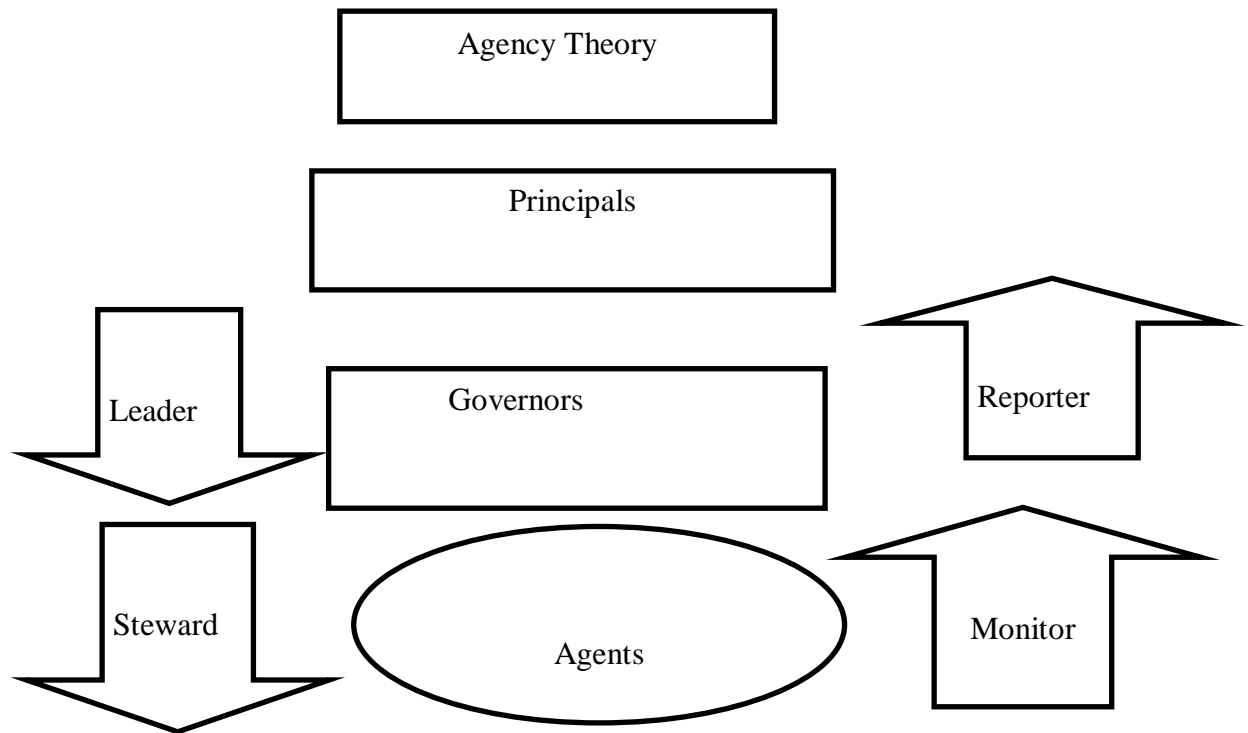 Agency Theory
Principals
Leader
Governors
Reporter
Steward
Agents
Monitor